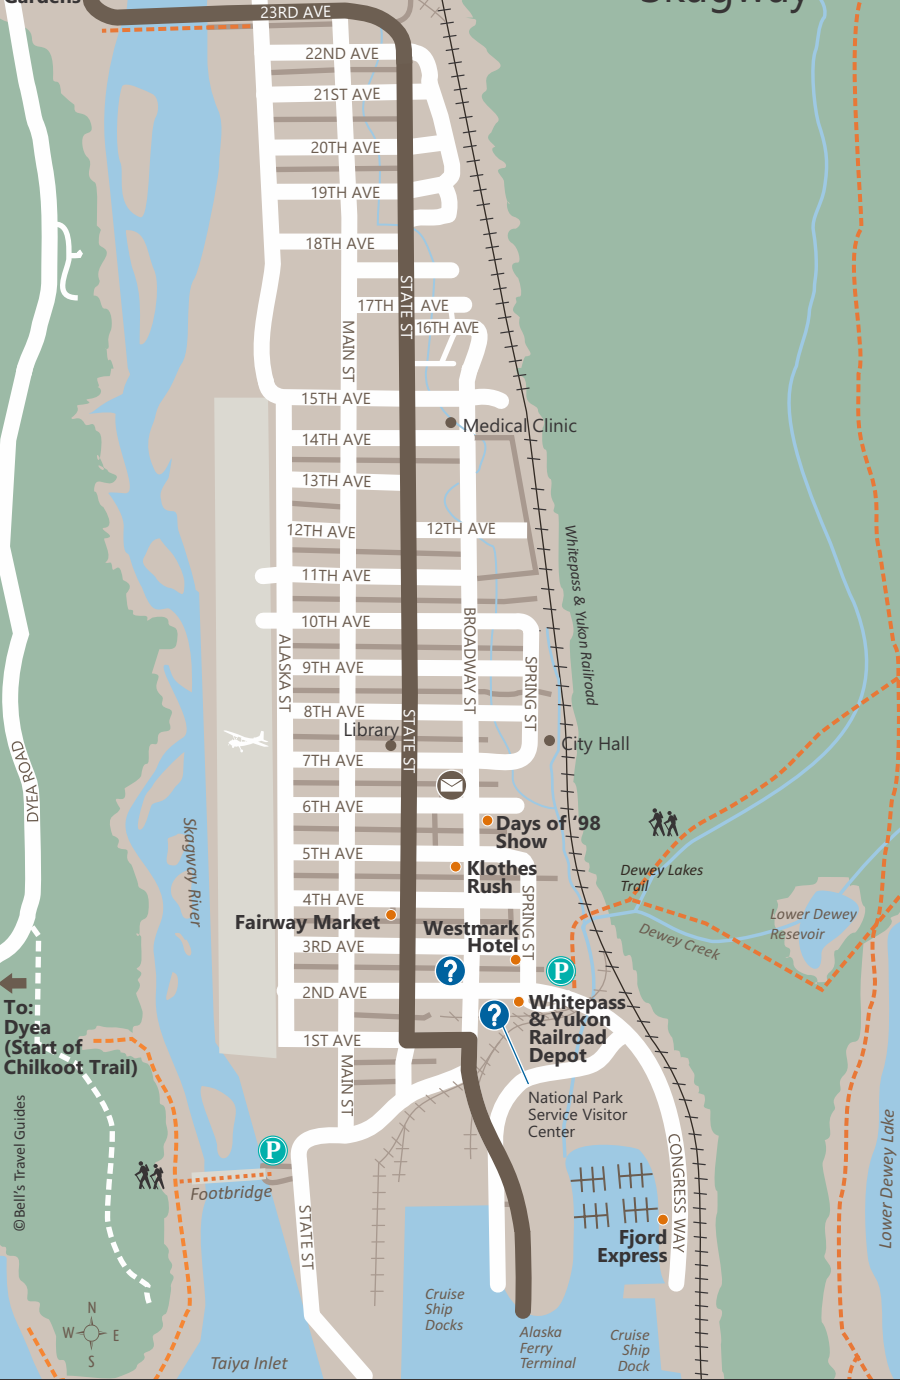 Gardens
Skagway
23RD AVE
22ND AVE
21ST AVE
20TH AVE
19TH AVE
18TH AVE
STATE ST
17TH AVE
16TH AVE
MAIN ST
15TH AVE
Medical Clinic
14TH AVE
13TH AVE
12TH AVE
12TH AVE
Whitepass & Yukon Railroad
11TH AVE
10TH AVE
BROADWAY ST
ALASKA ST
9TH AVE
SPRING ST
8TH AVE
STATE ST
Library
City Hall
7TH AVE
DYEA ROAD
6TH AVE
Days of ‘98
Show
Skagway River
5TH AVE
Klothes
Rush
Dewey Lakes
Trail
4TH AVE
SPRING ST
Fairway Market
Westmark
Hotel
Lower Dewey
Resevoir
Dewey Creek
3RD AVE
?
P
2ND AVE
To:
Dyea
(Start of
Chilkoot Trail)
?
Whitepass
& Yukon
Railroad
Depot
1ST AVE
MAIN ST
National Park
Service Visitor
Center
©Bell's Travel Guides
P
CONGRESS WAY
Lower Dewey Lake
Footbridge
STATE ST
Fjord
Express
Cruise
Ship
Docks
N
W E
S
Taiya Inlet
Alaska
Ferry
Terminal
Cruise
Ship
Dock